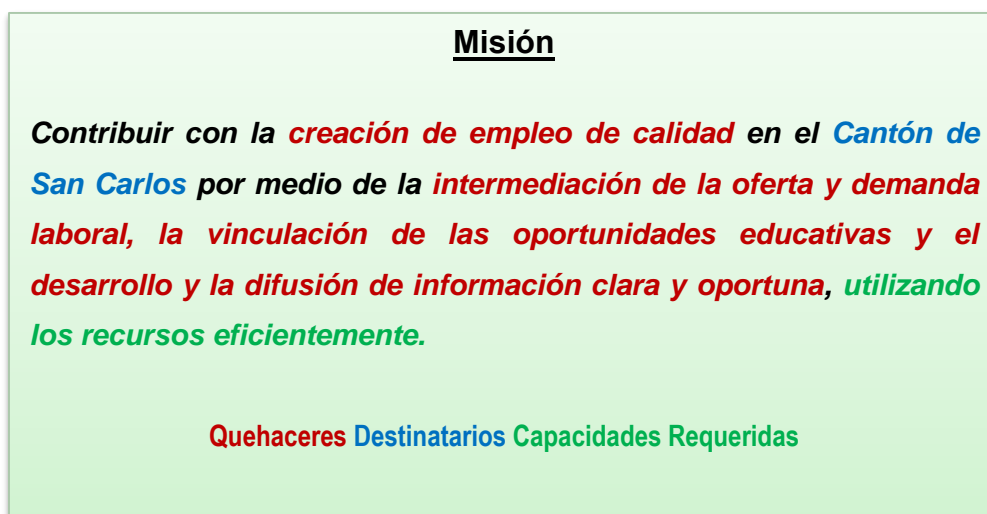 Misión
Contribuir con la creación de empleo de calidad en el Cantón de
San Carlos por medio de la intermediación de la oferta y demanda
laboral, la vinculación de las oportunidades educativas y el
desarrollo y la difusión de información clara y oportuna, utilizando
los recursos eficientemente.
Quehaceres Destinatarios Capacidades Requeridas